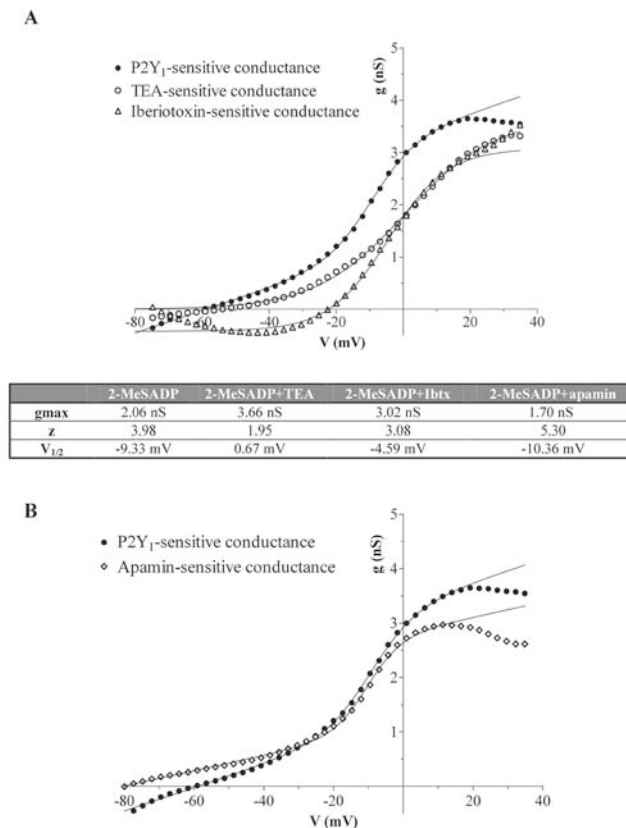 A
P2Y₁-sensitive conductance
TEA-sensitive conductance
Iberiotoxin-sensitive conductance
g (nS)
5
4
3
2
1
-80 -60 -40 -20 0 20 40
V (mV)
2-MeSADP 2-MeSADP+TEA 2-MeSADP+Ibtx 2-MeSADP+apamin
gmax 2.06 nS 3.66 nS 3.02 nS 1.70 nS
z 3.98 1.95 3.08 5.30
V₁/₂ -9.33 mV 0.67 mV -4.59 mV -10.36 mV
B
P2Y₁-sensitive conductance
Apamin-sensitive conductance
g (nS)
5
4
3
2
1
-80 -60 -40 -20 0 20 40
V (mV)